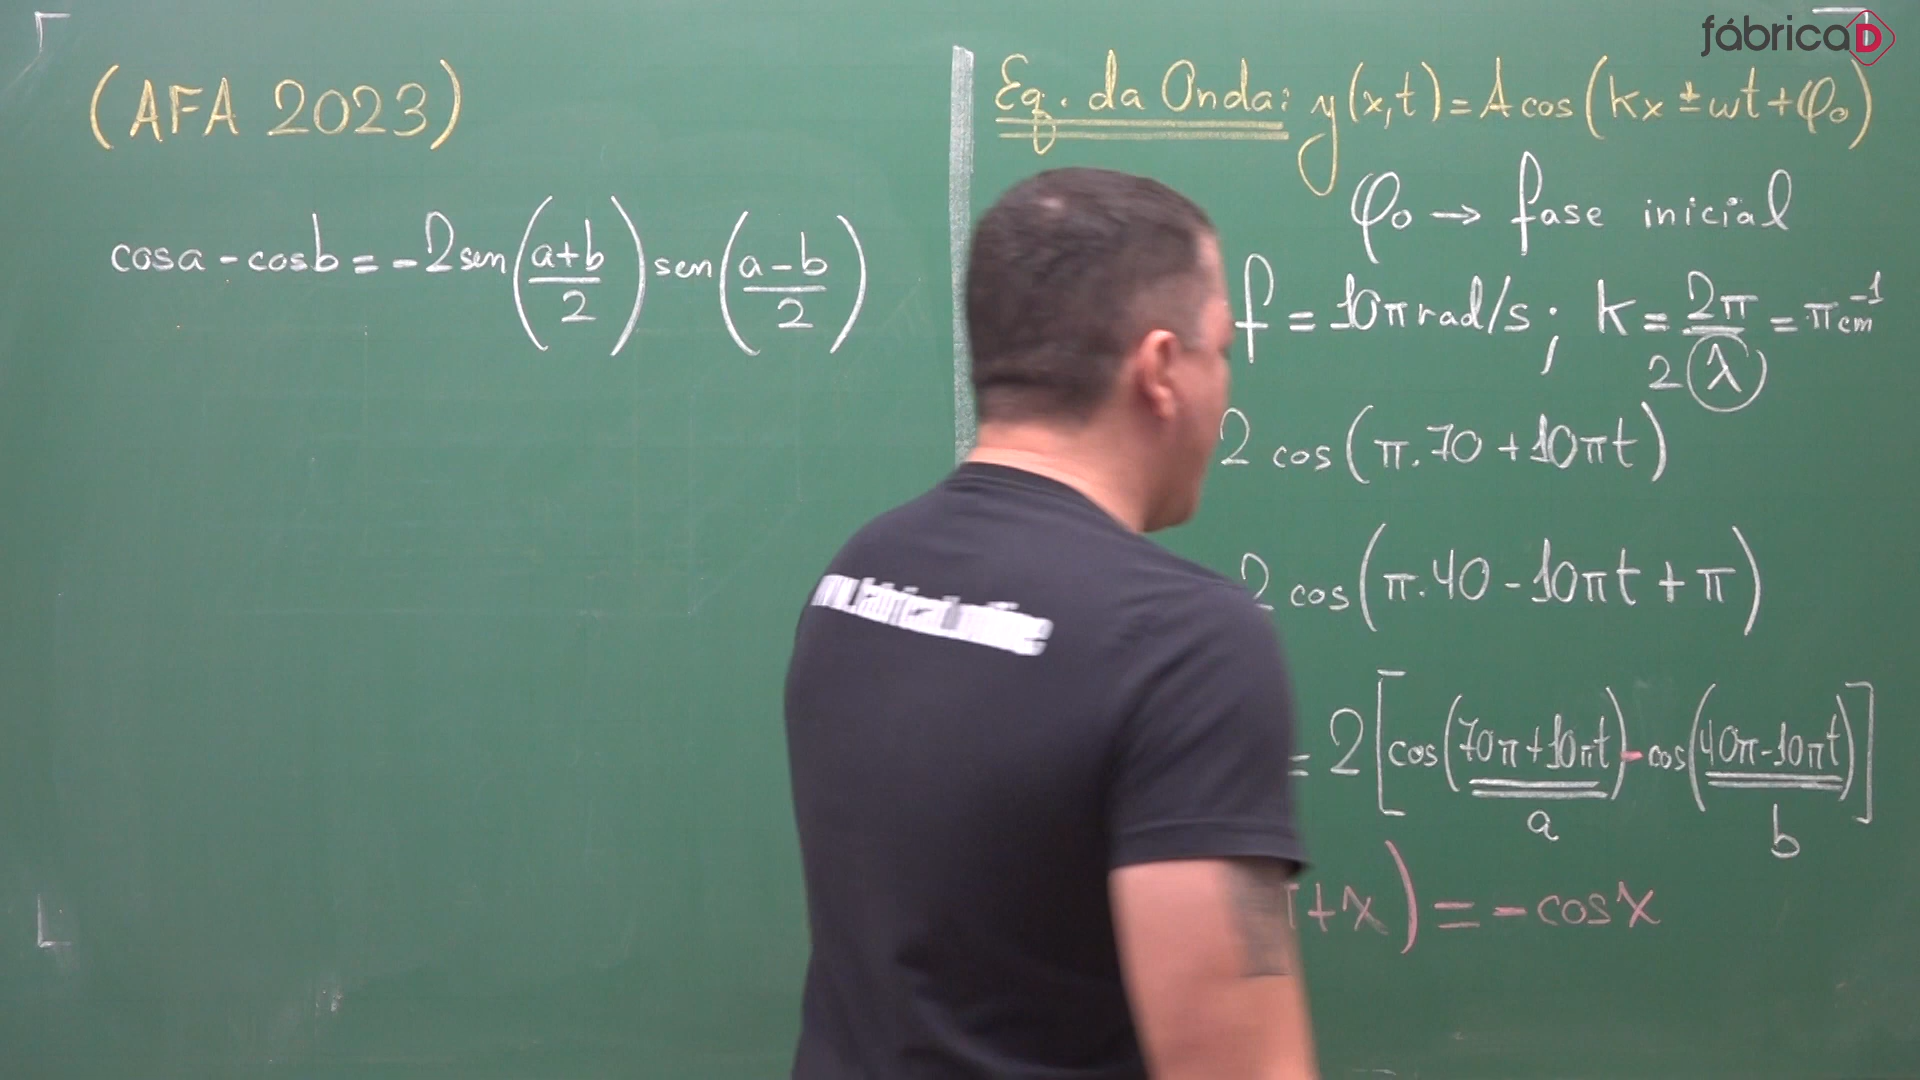 fábricaD
(AFA 2023)
cosa - cosb = -2sen((a+b)/2) sen((a-b)/2)
Eq. da Onda: y(x,t) = A cos(kx ± ωt + φ₀)
φ₀ → fase inicial
f = 10π rad/s ; k = 2π/λ = π cm⁻¹
2
2 cos(π.70 + 10πt)
2 cos(π.40 - 10πt + π)
= 2[cos(70π + 10πt) - cos(40π - 10πt)]
a b
+x) = - cosx